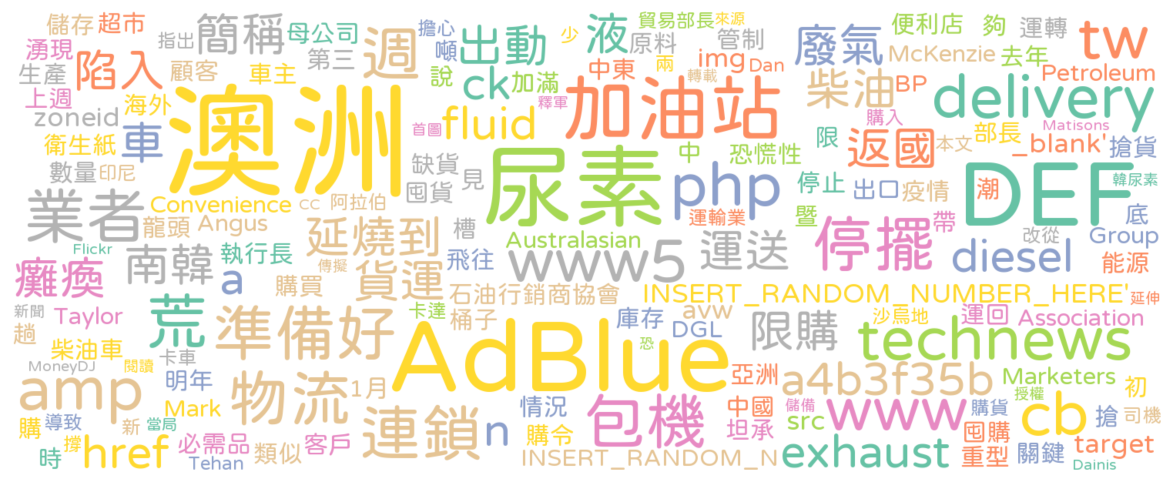 儲存 超市 湧現 指出 簡稱 母公司 擔心 噸 貿易部長 來源 少 便利店 夠 運轉
生產 陷入 顧客 第三 週 出動 說 液 原料 管制 兩 廢氣 McKenzie 去年 tw
上週 海外 車主 ck 加滿 中東 img Dan 轉載 柴油 BP Petroleum
zoneid 車 澳洲 首圖 fluid 釋軍 加油站 購入 delivery
衛生紙 缺貨 中 恐慌性 限 返國 本文 部長 Matisons _blank' 搶貨
數量 印尼 囤貨 見 尿素 php 停止 出口 疫情 潮 DEF 韓尿素
業者 Convenience CC 阿拉伯 運輸業 暨 停擺 帶 底
龍頭 Angus 延燒到 槽 Australasian 運送 改從 Group
Flickr 南韓 執行長 www5 diesel 能源
癱瘓 a 傳擬 購買 貨運 飛往 石油行銷商協會 INSERT_RANDOM_NUMBER_HERE' 延伸
新聞 Taylor 荒 準備好 卡達 桶子 avw 庫存 DGL 限購 沙烏地 運回 Association
趟 柴油車 卡車 AdBlue 恐 technews
MoneyDJ 閱讀 明年 物流 1月 亞洲 a4b3f35b Marketers 初
amp Mark 連鎖 情況 包機 中國 儲備 www 授權 cb 購貨 搶 司機
購 導致 新 當局 n 購令 坦承 src 囤購 target
時 撐 href 必需品 類似 客戶 INSERT_RANDOM_N exhaust 重型 關鍵
Tehan Dainis